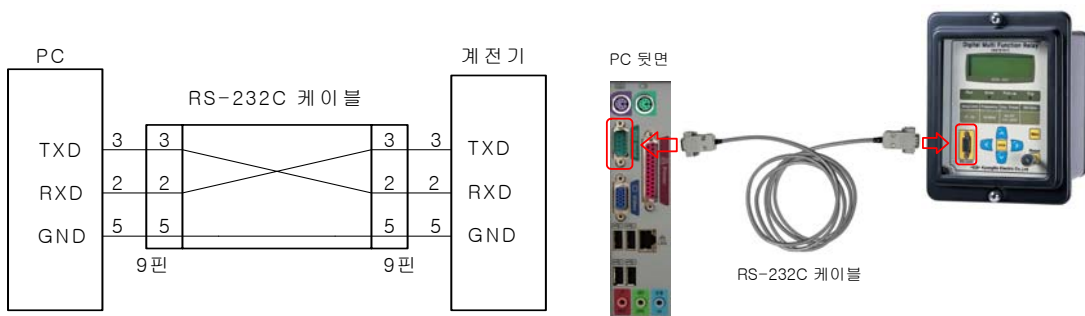 PC
계전기
RS-232C 케이블
TXD 3 3 3 3 TXD
RXD 2 2 2 2 RXD
GND 5 5 5 5 GND
9핀 9핀
PC 뒷면
RS-232C 케이블
Digital Multi Function Relay